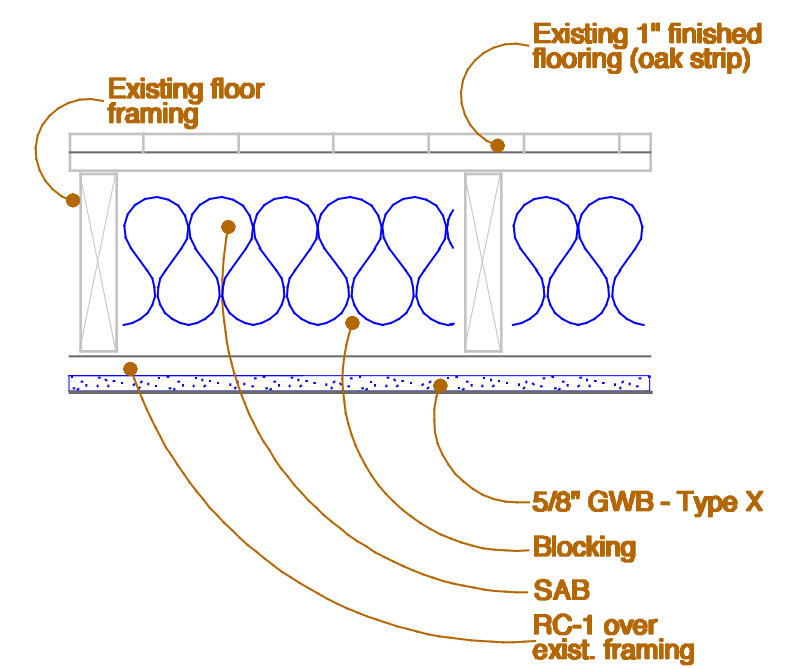 Existing 1" finished
flooring (oak strip)
Existing floor
framing
5/8" GWB - Type X
Blocking
SAB
RC-1 over
exist. framing